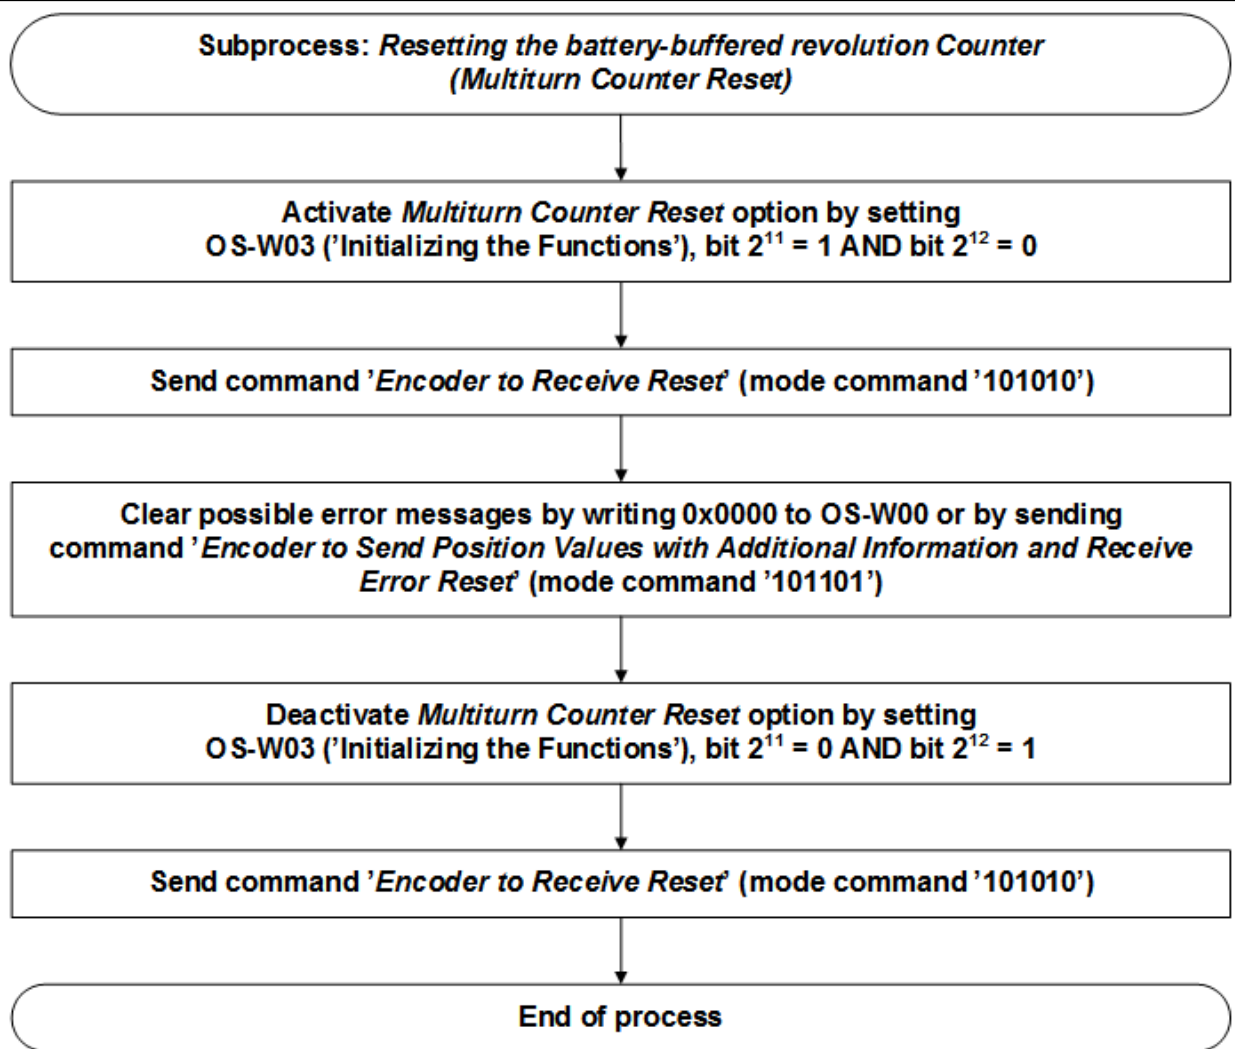 Subprocess: Resetting the battery-buffered revolution Counter
(Multiturn Counter Reset)
Activate Multiturn Counter Reset option by setting
OS-W03 ('Initializing the Functions'), bit 2¹¹ = 1 AND bit 2¹² = 0
Send command 'Encoder to Receive Reset' (mode command '101010')
Clear possible error messages by writing 0x0000 to OS-W00 or by sending
command 'Encoder to Send Position Values with Additional Information and Receive
Error Reset' (mode command '101101')
Deactivate Multiturn Counter Reset option by setting
OS-W03 ('Initializing the Functions'), bit 2¹¹ = 0 AND bit 2¹² = 1
Send command 'Encoder to Receive Reset' (mode command '101010')
End of process